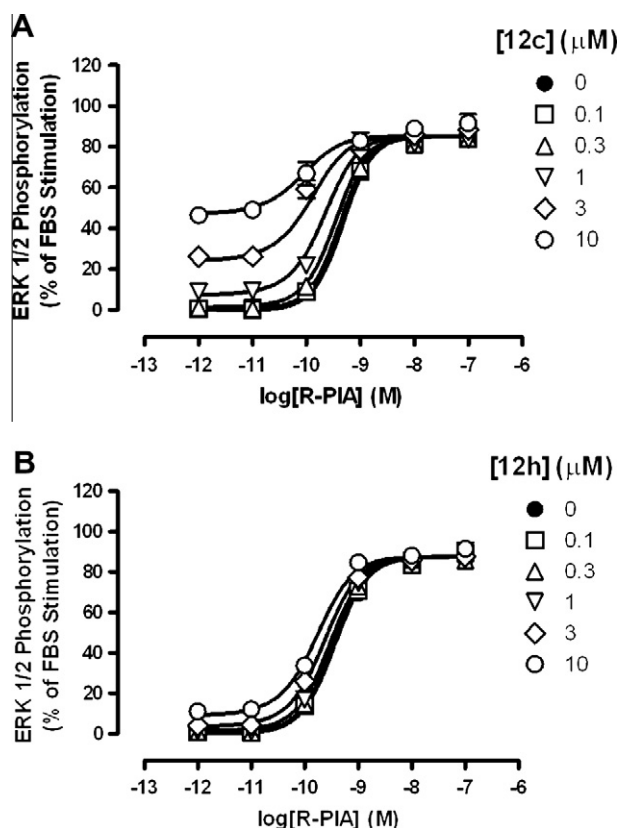 A
[12c] (μM)
0
0.1
0.3
1
3
10
ERK 1/2 Phosphorylation
(% of FBS Stimulation)
120
100
80
60
40
20
0
-13 -12 -11 -10 -9 -8 -7 -6
log[R-PIA] (M)
B
[12h] (μM)
0
0.1
0.3
1
3
10
ERK 1/2 Phosphorylation
(% of FBS Stimulation)
120
100
80
60
40
20
0
-13 -12 -11 -10 -9 -8 -7 -6
log[R-PIA] (M)